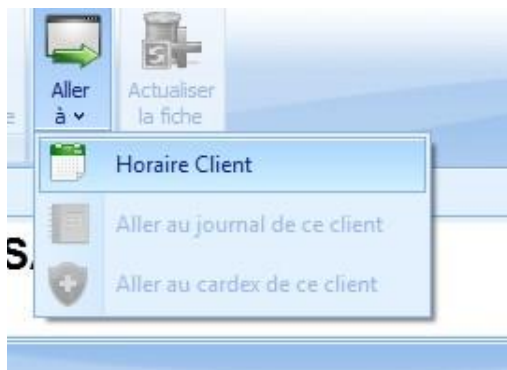 Aller
à
Actualiser
la fiche
Horaire Client
Aller au journal de ce client
Aller au cardex de ce client